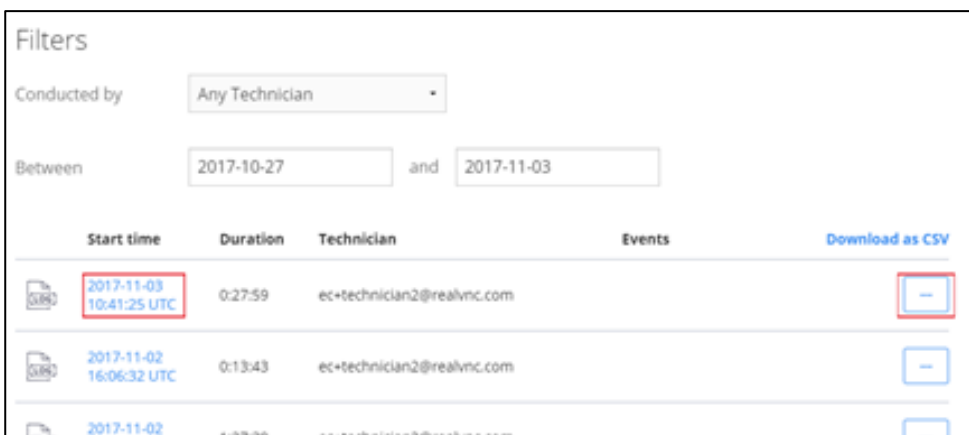 Filters
Conducted by Any Technician
Between 2017-10-27 and 2017-11-03
Start time Duration Technician Events Download as CSV
2017-11-03
10:41:25 UTC 0:27:59 ec+technician2@realvnc.com
2017-11-02
16:06:32 UTC 0:13:43 ec+technician2@realvnc.com
2017-11-02